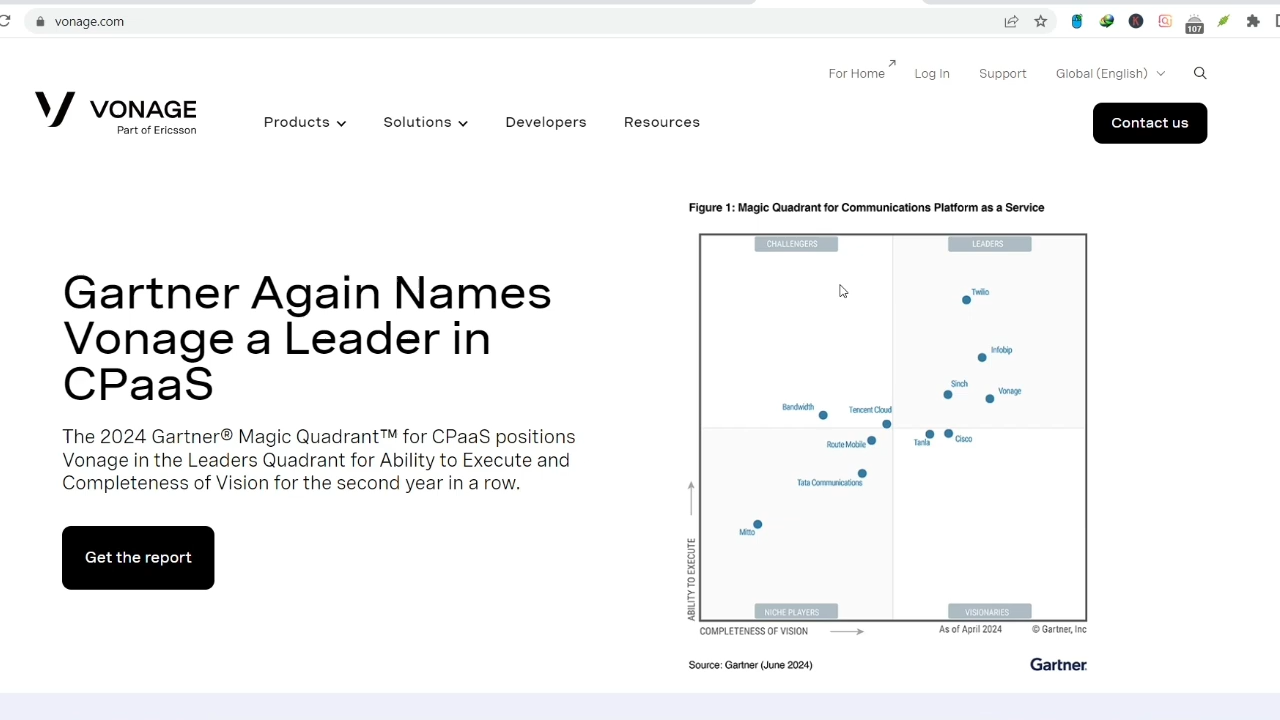 vonage.com
107
For Home
Log In
Support
Global (English)
VONAGE
Part of Ericsson
Products
Solutions
Developers
Resources
Contact us
Gartner Again Names
Vonage a Leader in
CPaaS
The 2024 Gartner® Magic Quadrant™ for CPaaS positions
Vonage in the Leaders Quadrant for Ability to Execute and
Completeness of Vision for the second year in a row.
Get the report
Figure 1: Magic Quadrant for Communications Platform as a Service
CHALLENGERS
LEADERS
Twilio
Infobip
Sinch
Vonage
Bandwidth
Tencent Cloud
Route Mobile
Tanla
Cisco
Tata Communications
Mitto
ABILITY TO EXECUTE
NICHE PLAYERS
VISIONARIES
COMPLETENESS OF VISION
As of April 2024
© Gartner, Inc
Source: Gartner (June 2024)
Gartner